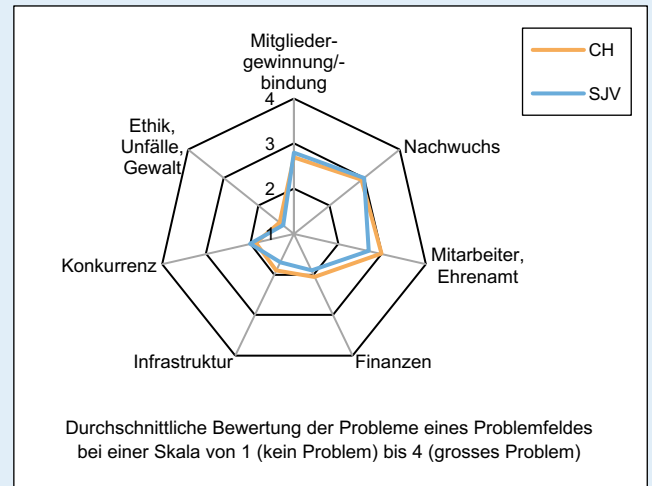 CH
SJV
Mitglieder-
gewinnung/-
bindung
4
3
2
1
Nachwuchs
Mitarbeiter,
Ehrenamt
Finanzen
Infrastruktur
Konkurrenz
Ethik,
Unfälle,
Gewalt
Durchschnittliche Bewertung der Probleme eines Problemfeldes
bei einer Skala von 1 (kein Problem) bis 4 (grosses Problem)